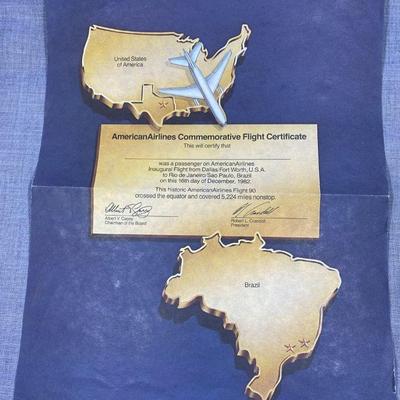 United States
of America
AmericanAirlines Commemorative Flight Certificate
This will certify that
was a passenger on AmericanAirlines
Inaugural Flight from Dallas/Fort Worth, U.S.A.
to Rio de Janeiro/Sao Paulo, Brazil
on this 16th day of December, 1982.
This historic AmericanAirlines Flight 90
crossed the equator and covered 5,224 miles nonstop.
Albert V. Casey
Chairman of the Board
Robert L. Crandall
President
Brazil